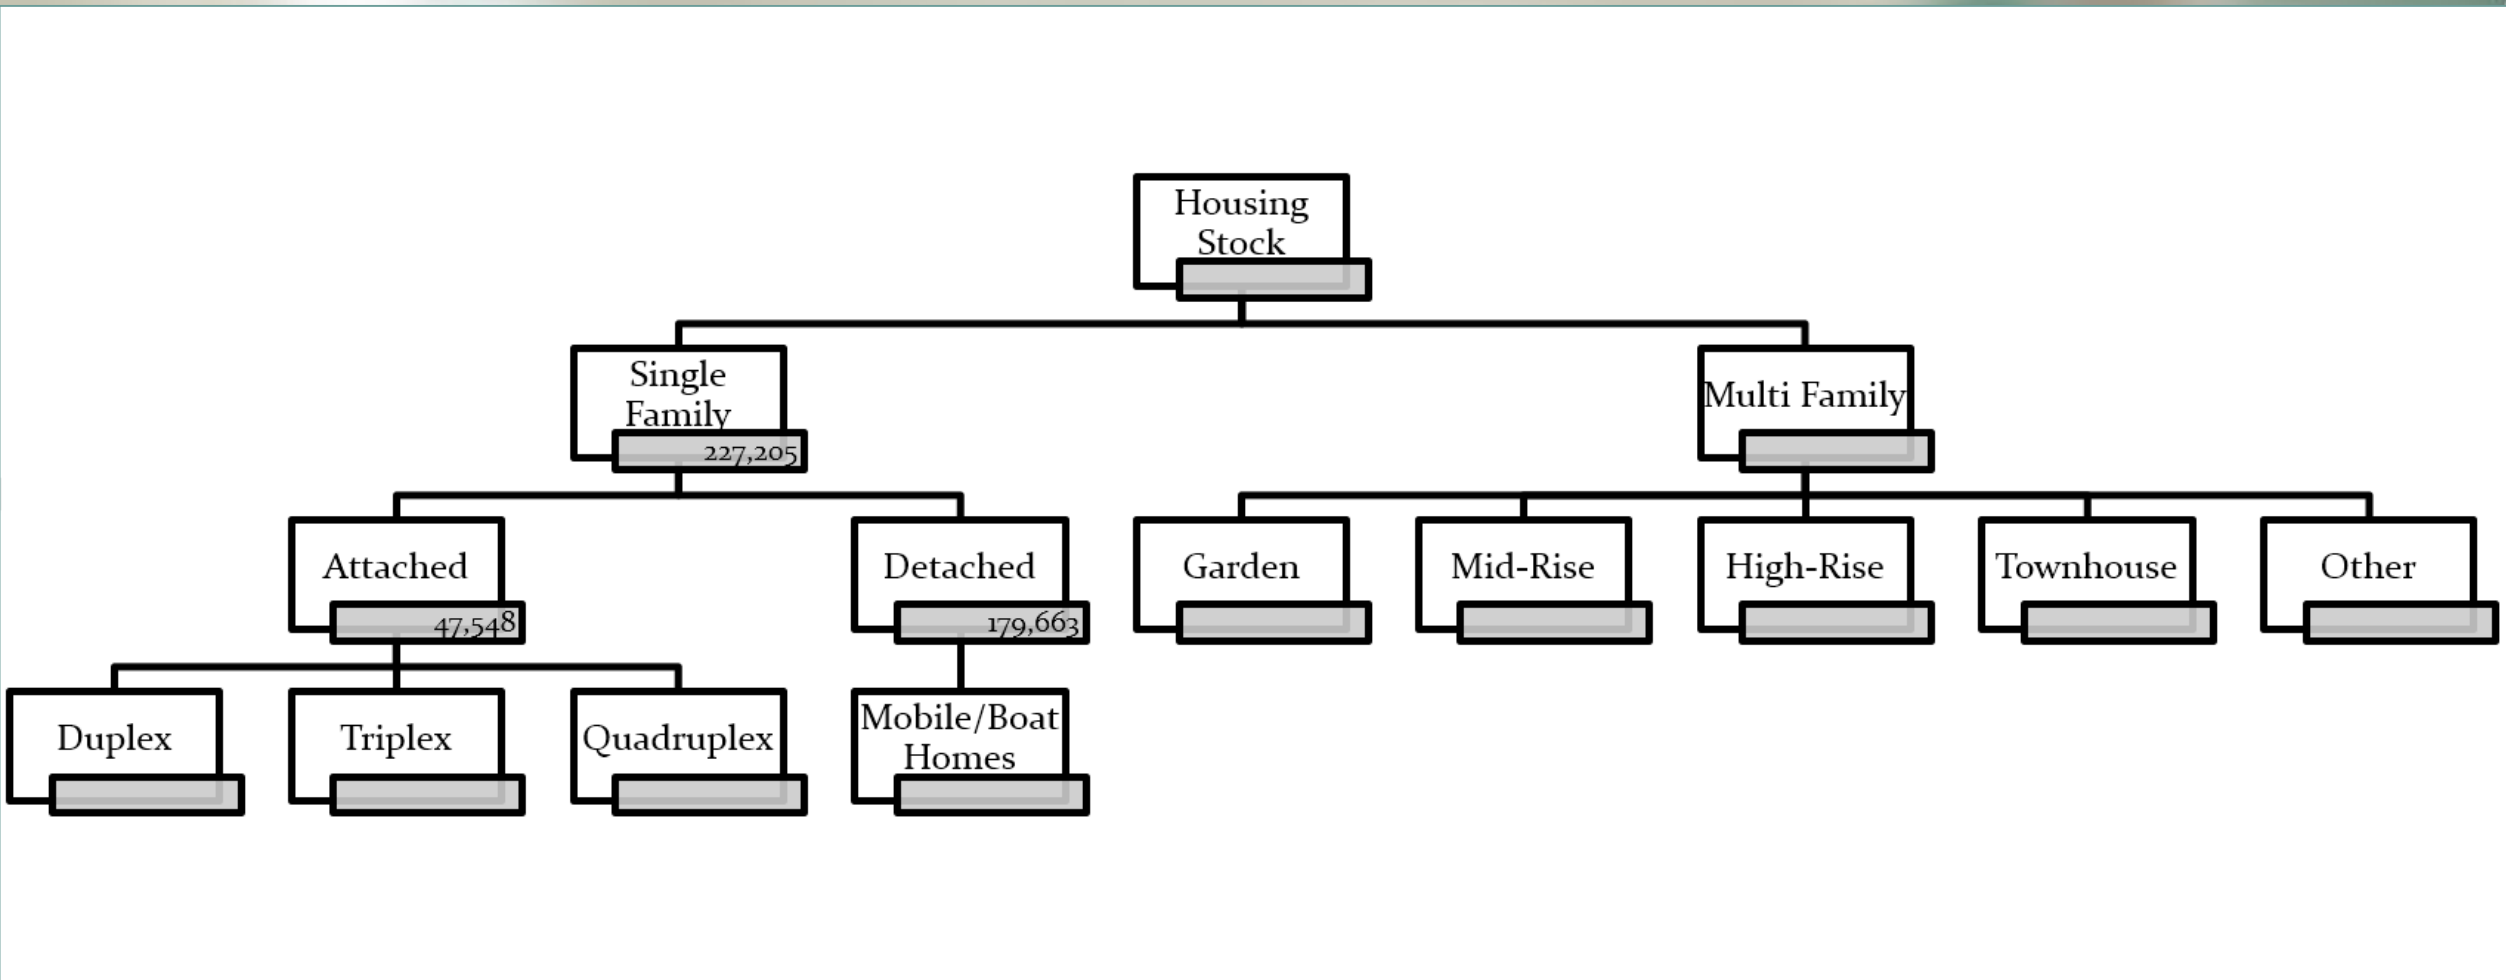 Housing
Stock
Single
Family
227,205
Multi Family
Attached
47,548
Detached
179,663
Garden
Mid-Rise
High-Rise
Townhouse
Other
Duplex
Triplex
Quadruplex
Mobile/Boat
Homes